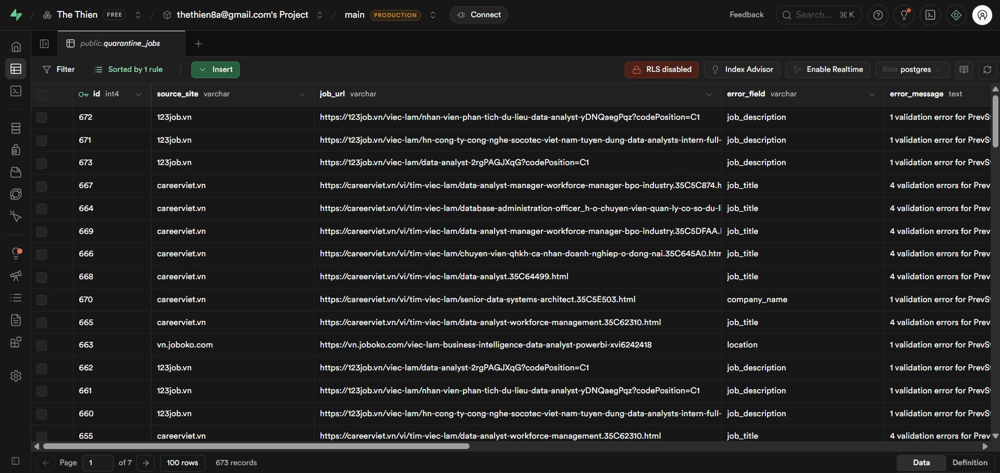 The Thien FREE / thethien8a@gmail.com's Project / main PRODUCTION Connect Feedback Search... ⌘ K
public.quarantine_jobs
Filter Sorted by 1 rule Insert RLS disabled Index Advisor Enable Realtime Role postgres
id int4 source_site varchar job_url varchar error_field varchar error_message text
672 123job.vn https://123job.vn/viec-lam/nhan-vien-phan-tich-du-lieu-data-analyst-yDNQaegPqz?codePosition=C1 job_description 1 validation error for PrevSt
671 123job.vn https://123job.vn/viec-lam/hn-cong-ty-cong-nghe-socotec-viet-nam-tuyen-dung-data-analysts-intern-full- job_description 1 validation error for PrevSt
673 123job.vn https://123job.vn/viec-lam/data-analyst-2rgPAGJXqG?codePosition=C1 job_description 1 validation error for PrevSt
667 careerviet.vn https://careerviet.vn/vi/tim-viec-lam/data-analyst-manager-workforce-manager-bpo-industry.35C5C874.h job_title 4 validation errors for Prev
664 careerviet.vn https://careerviet.vn/vi/tim-viec-lam/database-administration-officer_h-o-chuyen-vien-quan-ly-co-so-du-li job_title 4 validation errors for Prev
669 careerviet.vn https://careerviet.vn/vi/tim-viec-lam/data-analyst-manager-workforce-manager-bpo-industry.35C5DFAA. job_title 4 validation errors for Prev
666 careerviet.vn https://careerviet.vn/vi/tim-viec-lam/chuyen-vien-qhkh-ca-nhan-doanh-nghiep-o-dong-nai.35C645A0.htm job_title 4 validation errors for Prev
668 careerviet.vn https://careerviet.vn/vi/tim-viec-lam/data-analyst.35C64499.html job_title 4 validation errors for Prev
670 careerviet.vn https://careerviet.vn/vi/tim-viec-lam/senior-data-systems-architect.35C5E503.html company_name 1 validation error for PrevSt
665 careerviet.vn https://careerviet.vn/vi/tim-viec-lam/data-analyst-workforce-management.35C62310.html job_title 4 validation errors for Prev
663 vn.joboko.com https://vn.joboko.com/viec-lam-business-intelligence-data-analyst-powerbi-xvi6242418 location 1 validation error for PrevSt
662 123job.vn https://123job.vn/viec-lam/data-analyst-2rgPAGJXqG?codePosition=C1 job_description 1 validation error for PrevSt
661 123job.vn https://123job.vn/viec-lam/nhan-vien-phan-tich-du-lieu-data-analyst-yDNQaegPqz?codePosition=C1 job_description 1 validation error for PrevSt
660 123job.vn https://123job.vn/viec-lam/hn-cong-ty-cong-nghe-socotec-viet-nam-tuyen-dung-data-analysts-intern-full- job_description 1 validation error for PrevSt
655 careerviet.vn https://careerviet.vn/vi/tim-viec-lam/data-analyst-workforce-management.35C62310.html job_title 4 validation errors for Prev
Page 1 of 7 100 rows 673 records Data Definition